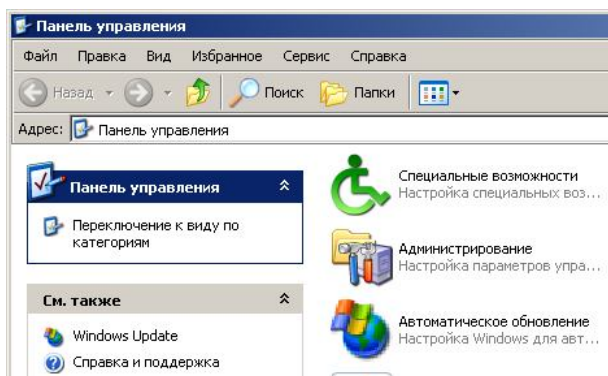 Панель управления
Файл Правка Вид Избранное Сервис Справка
Назад Поиск Папки
Адрес: Панель управления
Панель управления
Переключение к виду по
категориям
См. также
Windows Update
Справка и поддержка
Специальные возможности
Настройка специальных воз...
Администрирование
Настройка параметров упра...
Автоматическое обновление
Настройка Windows для авт...